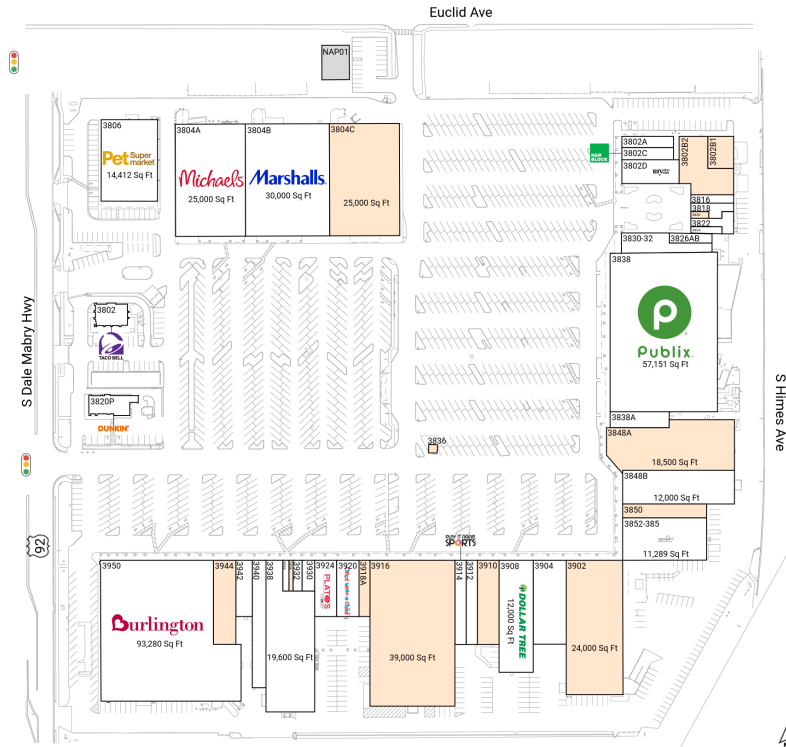 Euclid Ave
NAP01
3806
Pet Super market
14,412 Sq Ft
3804A
Michaels
25,000 Sq Ft
3804B
Marshalls
30,000 Sq Ft
3804C
25,000 Sq Ft
H&R BLOCK
3802A
3802C
3802D
3802B2
3802B1
3816
3818
3822
3830-32
3826AB
3838
Publix
57,151 Sq Ft
S Dale Mabry Hwy
3802
TACO BELL
3820P
DUNKIN'
S Himes Ave
3836
3838A
3848A
18,500 Sq Ft
3848B
12,000 Sq Ft
3850
3852-385
11,289 Sq Ft
92
PLAY IT AGAIN
SPORTS
3950
Burlington
93,280 Sq Ft
3944
3942
3940
3938
19,600 Sq Ft
3932
3930
3924
PLATO'S
3920
once upon a child
3918A
3916
39,000 Sq Ft
3914
3912
3910
3908
DOLLAR TREE
12,000 Sq Ft
3904
3902
24,000 Sq Ft